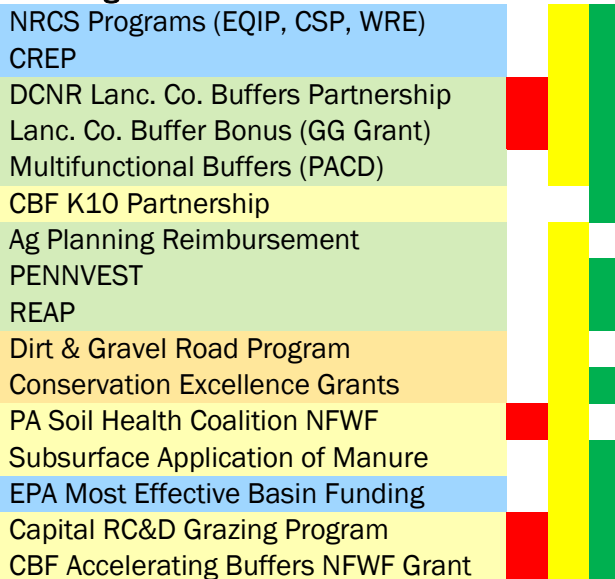 NRCS Programs (EQIP, CSP, WRE)
CREP
DCNR Lanc. Co. Buffers Partnership
Lanc. Co. Buffer Bonus (GG Grant)
Multifunctional Buffers (PACD)
CBF K10 Partnership
Ag Planning Reimbursement
PENNVEST
REAP
Dirt & Gravel Road Program
Conservation Excellence Grants
PA Soil Health Coalition NFWF
Subsurface Application of Manure
EPA Most Effective Basin Funding
Capital RC&D Grazing Program
CBF Accelerating Buffers NFWF Grant